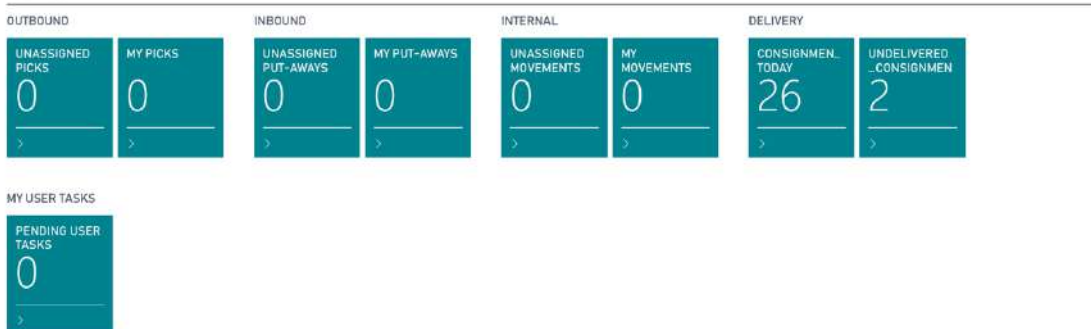 OUTBOUND
INBOUND
INTERNAL
DELIVERY
UNASSIGNED
PICKS
0
>
MY PICKS
0
>
UNASSIGNED
PUT-AWAYS
0
>
MY PUT-AWAYS
0
>
UNASSIGNED
MOVEMENTS
0
>
MY
MOVEMENTS
0
>
CONSIGNMEN_
TODAY
26
>
UNDELIVERED
_CONSIGNMEN
2
>
MY USER TASKS
PENDING USER
TASKS
0
>